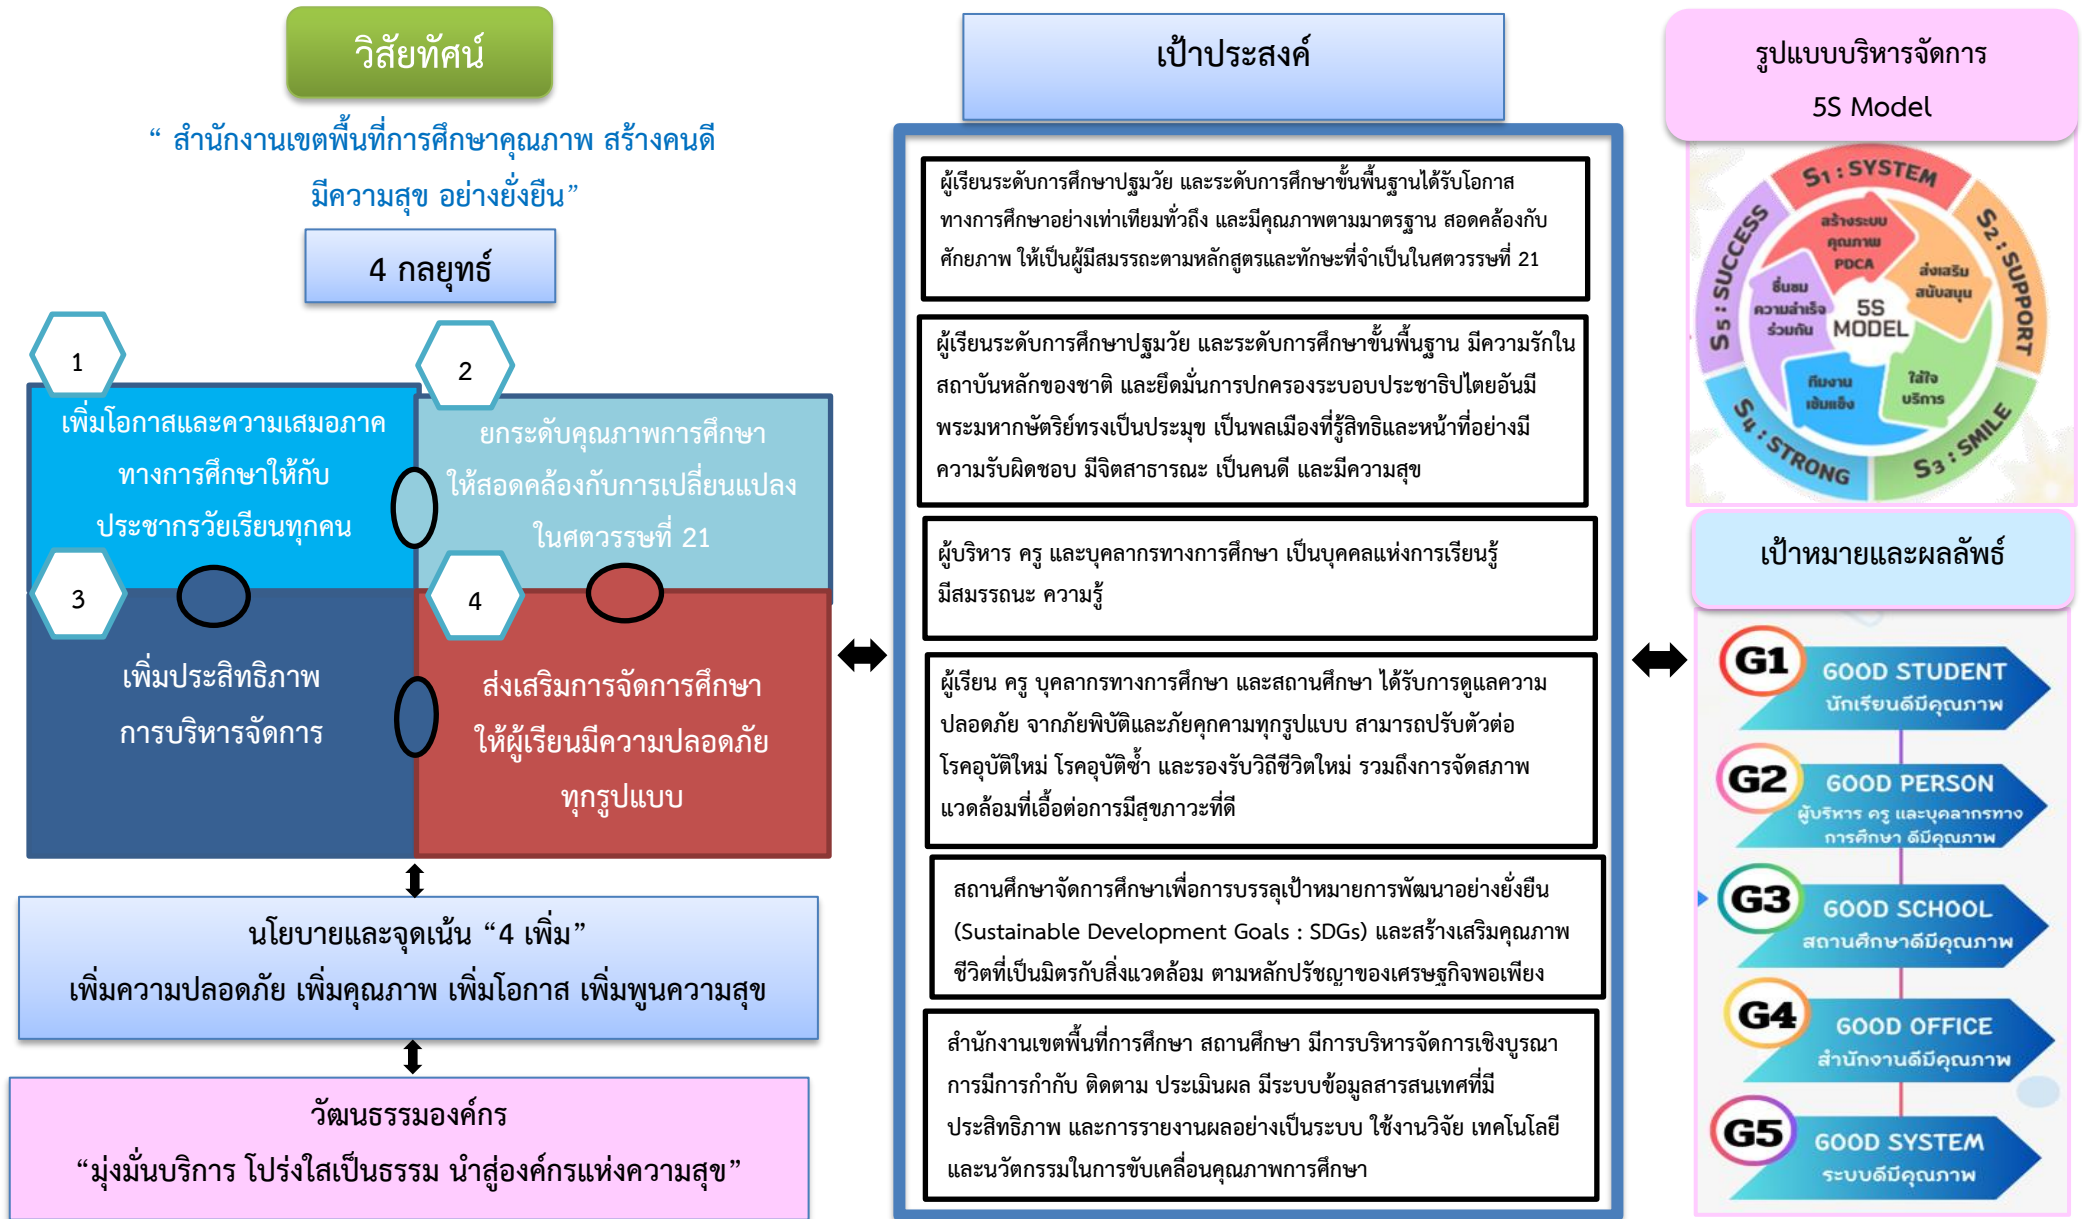 วิสัยทัศน์
“ สำนักงานเขตพื้นที่การศึกษาคุณภาพ สร้างคนดี
มีความสุข อย่างยั่งยืน”
4 กลยุทธ์
1
เพิ่มโอกาสและความเสมอภาค
ทางการศึกษาให้กับ
ประชากรวัยเรียนทุกคน
2
ยกระดับคุณภาพการศึกษา
ให้สอดคล้องกับการเปลี่ยนแปลง
ในศตวรรษที่ 21
3
เพิ่มประสิทธิภาพ
การบริหารจัดการ
4
ส่งเสริมการจัดการศึกษา
ให้ผู้เรียนมีความปลอดภัย
ทุกรูปแบบ
นโยบายและจุดเน้น “4 เพิ่ม”
เพิ่มความปลอดภัย เพิ่มคุณภาพ เพิ่มโอกาส เพิ่มพูนความสุข
วัฒนธรรมองค์กร
“มุ่งมั่นบริการ โปร่งใสเป็นธรรม นำสู่องค์กรแห่งความสุข”
เป้าประสงค์
ผู้เรียนระดับการศึกษาปฐมวัย และระดับการศึกษาขั้นพื้นฐานได้รับโอกาส
ทางการศึกษาอย่างเท่าเทียมทั่วถึง และมีคุณภาพตามมาตรฐาน สอดคล้องกับ
ศักยภาพ ให้เป็นผู้มีสมรรถะตามหลักสูตรและทักษะที่จำเป็นในศตวรรษที่ 21
ผู้เรียนระดับการศึกษาปฐมวัย และระดับการศึกษาขั้นพื้นฐาน มีความรักใน
สถาบันหลักของชาติ และยึดมั่นการปกครองระบอบประชาธิปไตยอันมี
พระมหากษัตริย์ทรงเป็นประมุข เป็นพลเมืองที่รู้สิทธิและหน้าที่อย่างมี
ความรับผิดชอบ มีจิตสาธารณะ เป็นคนดี และมีความสุข
ผู้บริหาร ครู และบุคลากรทางการศึกษา เป็นบุคคลแห่งการเรียนรู้
มีสมรรถนะ ความรู้
ผู้เรียน ครู บุคลากรทางการศึกษา และสถานศึกษา ได้รับการดูแลความ
ปลอดภัย จากภัยพิบัติและภัยคุกคามทุกรูปแบบ สามารถปรับตัวต่อ
โรคอุบัติใหม่ โรคอุบัติซ้ำ และรองรับวิถีชีวิตใหม่ รวมถึงการจัดสภาพ
แวดล้อมที่เอื้อต่อการมีสุขภาวะที่ดี
สถานศึกษาจัดการศึกษาเพื่อการบรรลุเป้าหมายการพัฒนาอย่างยั่งยืน
(Sustainable Development Goals : SDGs) และสร้างเสริมคุณภาพ
ชีวิตที่เป็นมิตรกับสิ่งแวดล้อม ตามหลักปรัชญาของเศรษฐกิจพอเพียง
สำนักงานเขตพื้นที่การศึกษา สถานศึกษา มีการบริหารจัดการเชิงบูรณา
การมีการกำกับ ติดตาม ประเมินผล มีระบบข้อมูลสารสนเทศที่มี
ประสิทธิภาพ และการรายงานผลอย่างเป็นระบบ ใช้งานวิจัย เทคโนโลยี
และนวัตกรรมในการขับเคลื่อนคุณภาพการศึกษา
รูปแบบบริหารจัดการ
5S Model
S1 : SYSTEM
สร้างระบบ
คุณภาพ
PDCA
S2 : SUPPORT
ส่งเสริม
สนับสนุน
S3 : SMILE
ใส่ใจ
บริการ
S4 : STRONG
ทีมงาน
เข้มแข็ง
S5 : SUCCESS
ชื่นชม
ความสำเร็จ
ร่วมกัน
5S
MODEL
เป้าหมายและผลลัพธ์
G1
GOOD STUDENT
นักเรียนดีมีคุณภาพ
G2
GOOD PERSON
ผู้บริหาร ครู และบุคลากรทาง
การศึกษา ดีมีคุณภาพ
G3
GOOD SCHOOL
สถานศึกษาดีมีคุณภาพ
G4
GOOD OFFICE
สำนักงานดีมีคุณภาพ
G5
GOOD SYSTEM
ระบบดีมีคุณภาพ